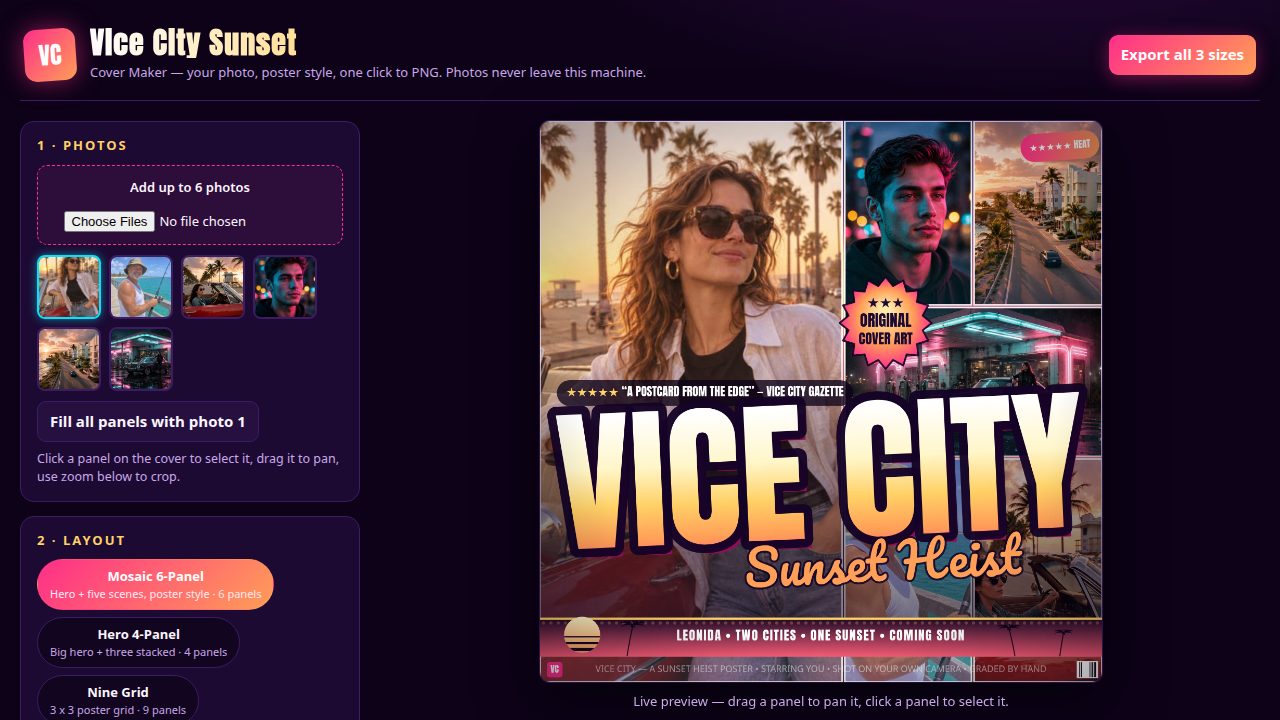 VC
Vice City Sunset
Cover Maker — your photo, poster style, one click to PNG. Photos never leave this machine.
Export all 3 sizes
1 · PHOTOS
Add up to 6 photos
Choose Files No file chosen
Fill all panels with photo 1
Click a panel on the cover to select it, drag it to pan,
use zoom below to crop.
2 · LAYOUT
Mosaic 6-Panel
Hero + five scenes, poster style · 6 panels
Hero 4-Panel
Big hero + three stacked · 4 panels
Nine Grid
3 x 3 poster grid · 9 panels
★★★★★ HEAT
★★★
ORIGINAL
COVER ART
★★★★★ “A POSTCARD FROM THE EDGE” — VICE CITY GAZETTE
VICE CITY
Sunset Heist
LEONIDA • TWO CITIES • ONE SUNSET • COMING SOON
VC
VICE CITY — A SUNSET HEIST POSTER • STARRING YOU • SHOT ON YOUR OWN CAMERA • GRADED BY HAND
Live preview — drag a panel to pan it, click a panel to select it.